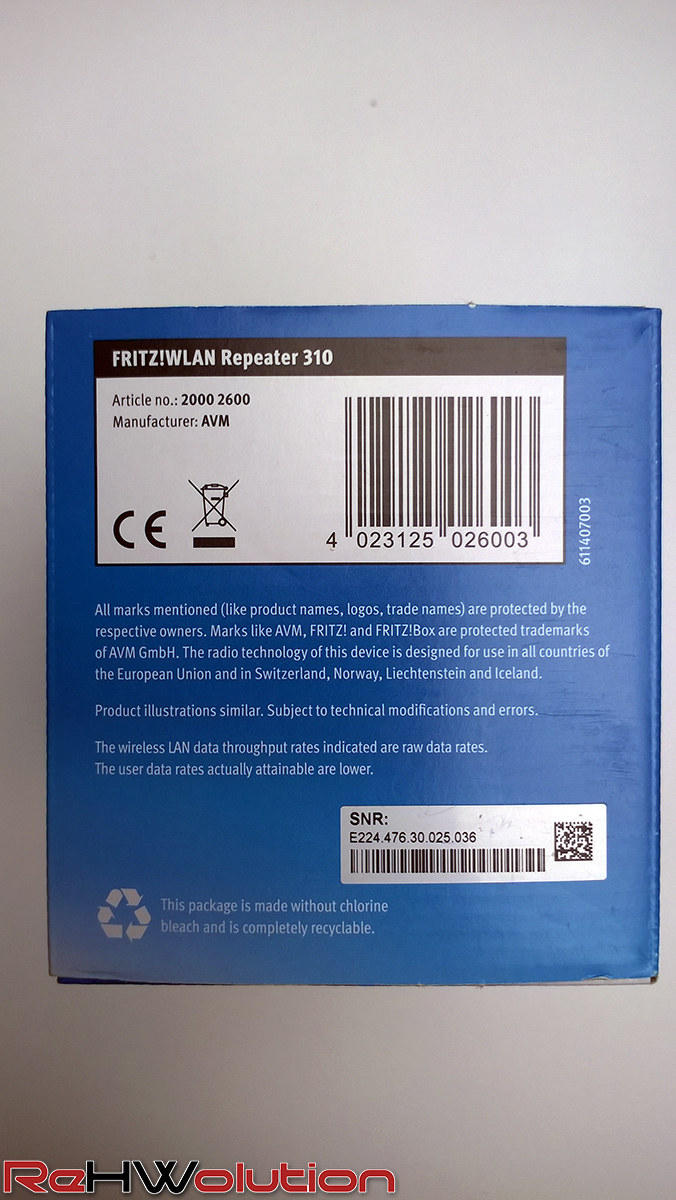 FRITZ!WLAN Repeater 310
Article no.: 2000 2600
Manufacturer: AVM
CE
4 023125 026003
611407003
All marks mentioned (like product names, logos, trade names) are protected by the
respective owners. Marks like AVM, FRITZ! and FRITZ!Box are protected trademarks
of AVM GmbH. The radio technology of this device is designed for use in all countries of
the European Union and in Switzerland, Norway, Liechtenstein and Iceland.
Product illustrations similar. Subject to technical modifications and errors.
The wireless LAN data throughput rates indicated are raw data rates.
The user data rates actually attainable are lower.
SNR:
E224.476.30.025.036
This package is made without chlorine
bleach and is completely recyclable.
ReHWolution